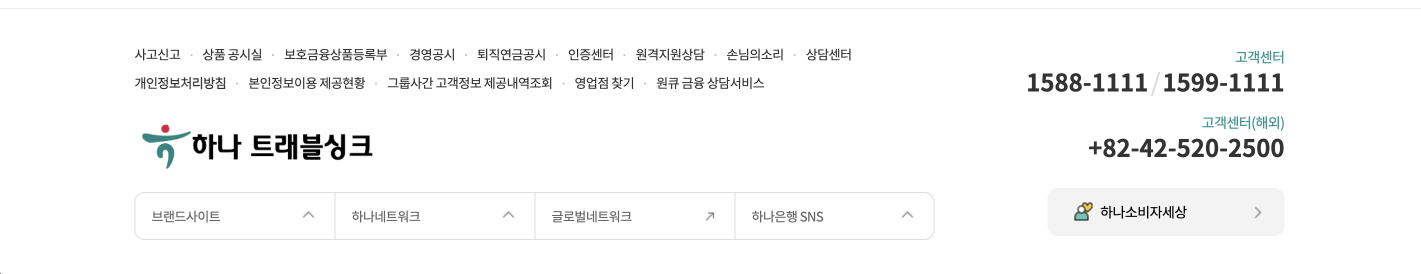 사고신고 · 상품 공시실 · 보호금융상품등록부 · 경영공시 · 퇴직연금공시 · 인증센터 · 원격지원상담 · 손님의소리 · 상담센터
개인정보처리방침 · 본인정보이용 제공현황 · 그룹사간 고객정보 제공내역조회 · 영업점 찾기 · 원큐 금융 상담서비스
고객센터
1588-1111 / 1599-1111
고객센터(해외)
+82-42-520-2500
하나 트래블싱크
브랜드사이트
하나네트워크
글로벌네트워크
하나은행 SNS
하나소비자세상